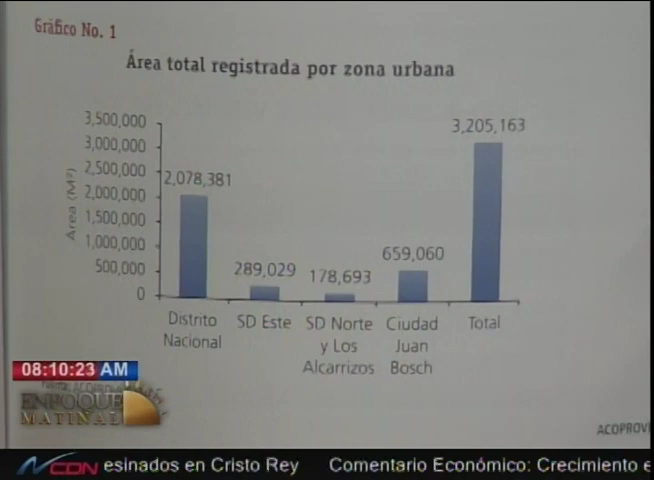 Gráfico No. 1
Área total registrada por zona urbana
Area (M²)
3,500,000
3,000,000
2,500,000
2,000,000
1,500,000
1,000,000
500,000
0
2,078,381
289,029
178,693
659,060
3,205,163
Distrito
Nacional
SD Este
SD Norte
y Los
Alcarrizos
Ciudad
Juan
Bosch
Total
08:10:23 AM
ENFOQUE
MATINAL
ACOPROVI
NCDN
esinados en Cristo Rey Comentario Económico: Crecimiento e